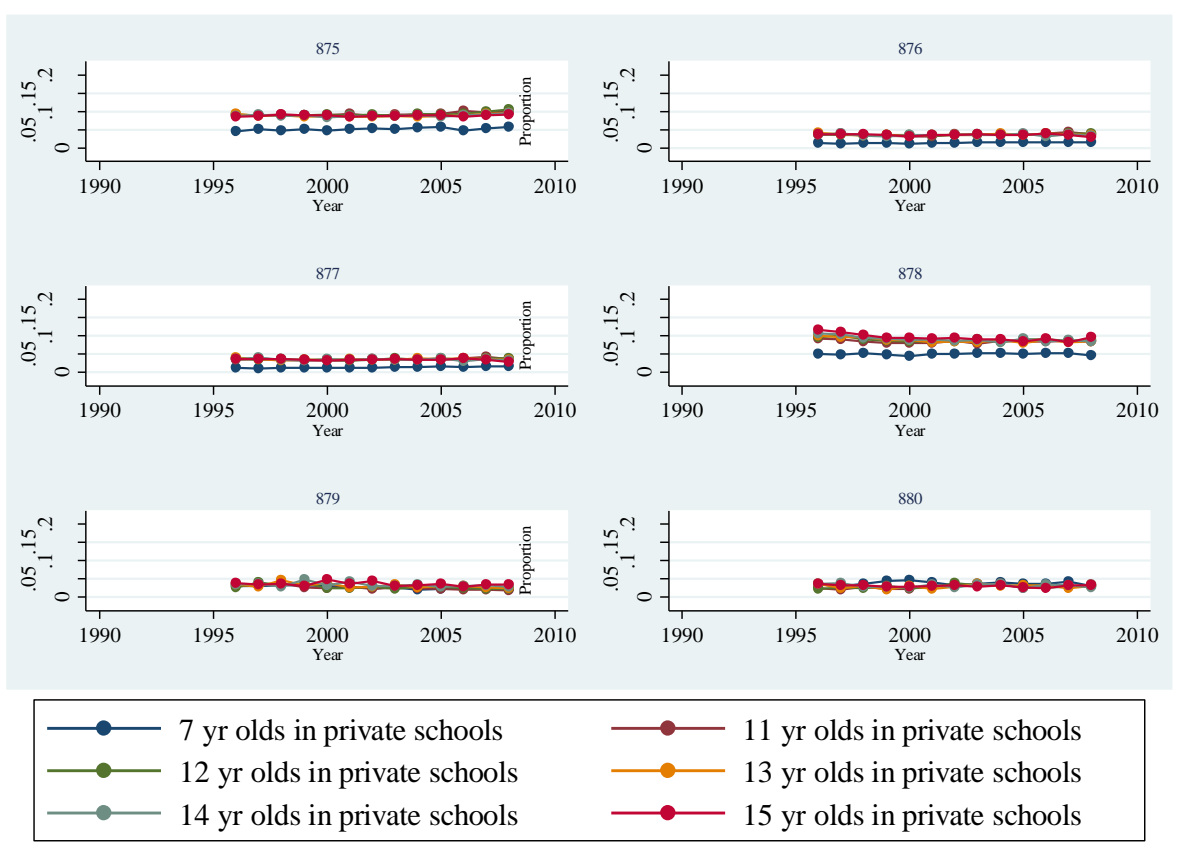 875
876
0 .05 .1 .15 .2
Proportion
0 .05 .1 .15 .2
1990 1995 2000 2005 2010
1990 1995 2000 2005 2010
Year
Year
877
878
0 .05 .1 .15 .2
Proportion
0 .05 .1 .15 .2
1990 1995 2000 2005 2010
1990 1995 2000 2005 2010
Year
Year
879
880
0 .05 .1 .15 .2
Proportion
0 .05 .1 .15 .2
1990 1995 2000 2005 2010
1990 1995 2000 2005 2010
Year
Year
7 yr olds in private schools
11 yr olds in private schools
12 yr olds in private schools
13 yr olds in private schools
14 yr olds in private schools
15 yr olds in private schools